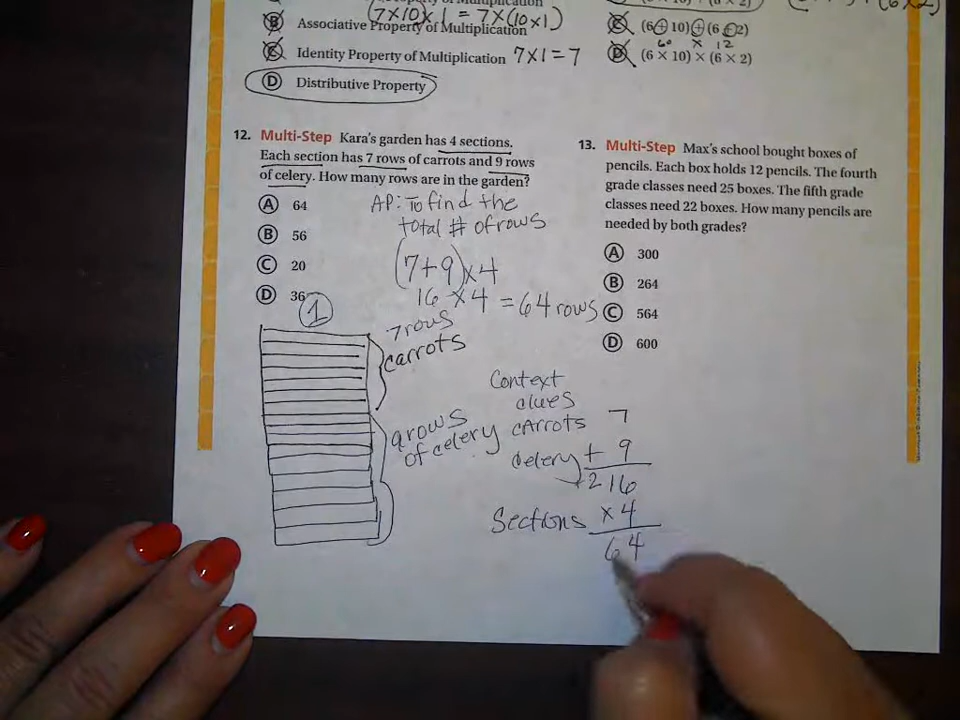 (7×10)×1 = 7×(10×1)
B Associative Property of Multiplication
C Identity Property of Multiplication 7×1=7
D Distributive Property
(6+10)+(6+2)
60 × 12
D (6 × 10) × (6 × 2)
12. Multi-Step Kara's garden has 4 sections.
Each section has 7 rows of carrots and 9 rows
of celery. How many rows are in the garden?
A 64
B 56
C 20
D 36
AP: To find the
total # of rows
(7+9)×4
16 ×4 = 64 rows
1
7 rows
carrots
9 rows
of celery
Context
clues
carrots 7
celery + 9
2 16
Sections × 4
64
13. Multi-Step Max's school bought boxes of
pencils. Each box holds 12 pencils. The fourth
grade classes need 25 boxes. The fifth grade
classes need 22 boxes. How many pencils are
needed by both grades?
A 300
B 264
C 564
D 600